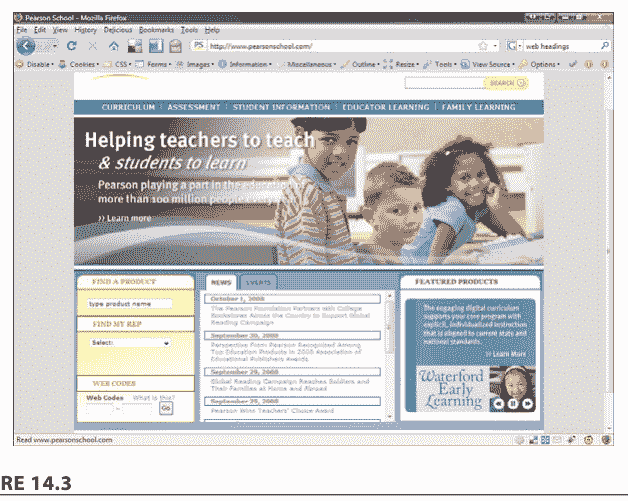 Pearson School - Mozilla Firefox
File Edit View History Delicious Bookmarks Tools Help
http://www.pearsonschool.com/
web headings
Disable Cookies CSS Forms Images Information Miscellaneous Outline Resize Tools View Source Options
SEARCH
CURRICULUM | ASSESSMENT | STUDENT INFORMATION | EDUCATOR LEARNING | FAMILY LEARNING
Helping teachers to teach
& students to learn
Pearson playing a part in the education of
more than 100 million people everyday
» Learn more
FIND A PRODUCT
type product name
FIND MY REP
Select:
WEB CODES
Web Codes What is this?
Go
NEWS EVENTS
October 1, 2008
The Pearson Foundation Partners with College
Bookstores Across the Country to Support Global
Reading Campaign
September 30, 2008
Perspective From Pearson Recognized Among
Top Education Products in 2008 Association of
Educational Publishers Awards
September 29, 2008
Global Reading Campaign Reaches Soldiers and
Their Families at Home and Abroad
September 29, 2008
Pearson Wins Teachers' Choice Award
FEATURED PRODUCTS
The engaging digital curriculum
supports your core program with
explicit, individualized instruction
that is aligned to current state and
national standards.
» Learn More
Waterford
Early
Learning
Read www.pearsonschool.com
RE 14.3